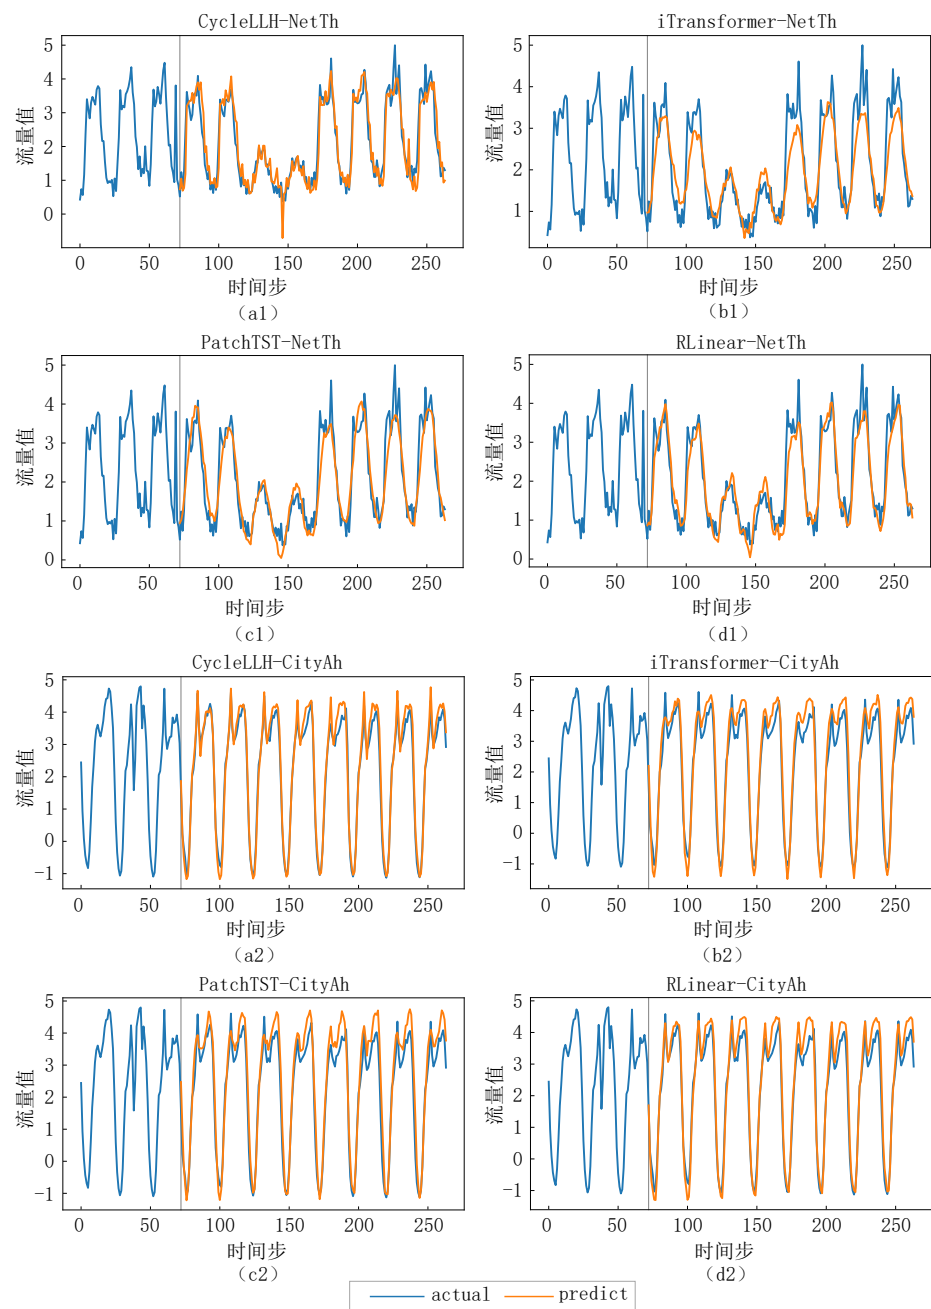 CycleLLH-NetTh
5
4
3
2
1
0
流量值
0 50 100 150 200 250
时间步
（a1）
iTransformer-NetTh
5
4
3
2
1
流量值
0 50 100 150 200 250
时间步
（b1）
PatchTST-NetTh
5
4
3
2
1
0
流量值
0 50 100 150 200 250
时间步
（c1）
RLinear-NetTh
5
4
3
2
1
0
流量值
0 50 100 150 200 250
时间步
（d1）
CycleLLH-CityAh
5
4
3
2
1
0
-1
流量值
0 50 100 150 200 250
时间步
（a2）
iTransformer-CityAh
5
4
3
2
1
0
-1
流量值
0 50 100 150 200 250
时间步
（b2）
PatchTST-CityAh
5
4
3
2
1
0
-1
流量值
0 50 100 150 200 250
时间步
（c2）
RLinear-CityAh
5
4
3
2
1
0
-1
流量值
0 50 100 150 200 250
时间步
（d2）
actual predict